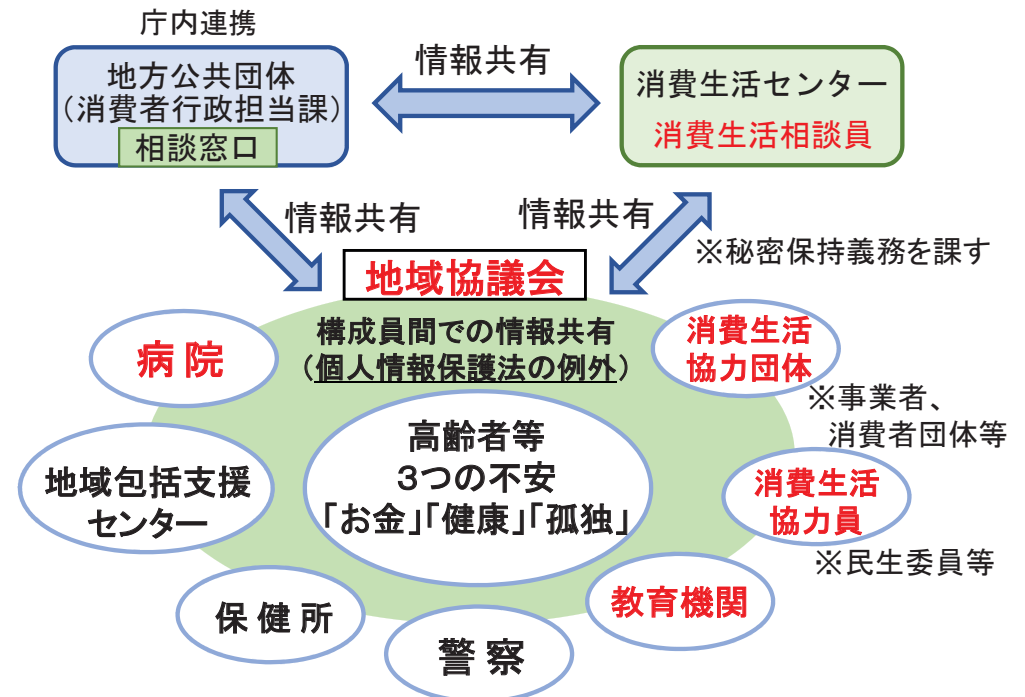 庁内連携
地方公共団体
(消費者行政担当課)
相談窓口
情報共有
消費生活センター
消費生活相談員
情報共有
情報共有
※秘密保持義務を課す
地域協議会
構成員間での情報共有
(個人情報保護法の例外)
病院
消費生活
協力団体
※事業者、
消費者団体等
高齢者等
3つの不安
「お金」「健康」「孤独」
地域包括支援
センター
消費生活
協力員
※民生委員等
保健所
教育機関
警察